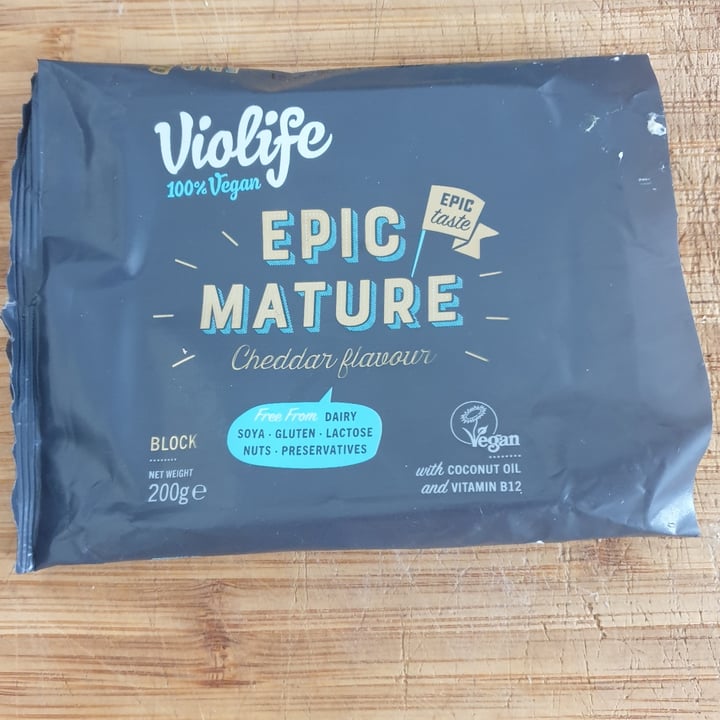 Violife
100% Vegan
EPIC
taste
EPIC
MATURE
Cheddar flavour
Free From DAIRY
SOYA · GLUTEN · LACTOSE
NUTS · PRESERVATIVES
BLOCK
NET WEIGHT
200g e
Vegan
with COCONUT OIL
and VITAMIN B12